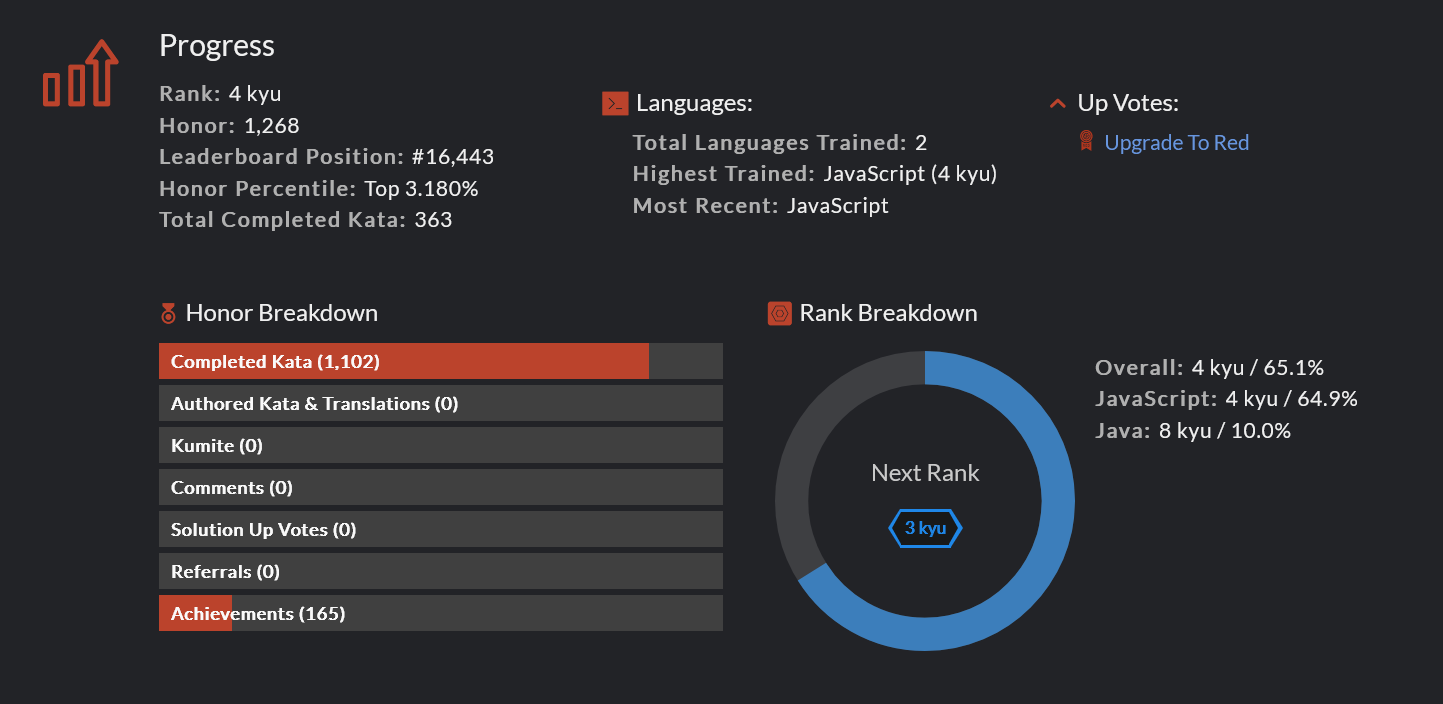 Progress
Rank: 4 kyu
Honor: 1,268
Leaderboard Position: #16,443
Honor Percentile: Top 3.180%
Total Completed Kata: 363
Languages:
Total Languages Trained: 2
Highest Trained: JavaScript (4 kyu)
Most Recent: JavaScript
Up Votes:
Upgrade To Red
Honor Breakdown
Completed Kata (1,102)
Authored Kata & Translations (0)
Kumite (0)
Comments (0)
Solution Up Votes (0)
Referrals (0)
Achievements (165)
Rank Breakdown
Next Rank
3 kyu
Overall: 4 kyu / 65.1%
JavaScript: 4 kyu / 64.9%
Java: 8 kyu / 10.0%